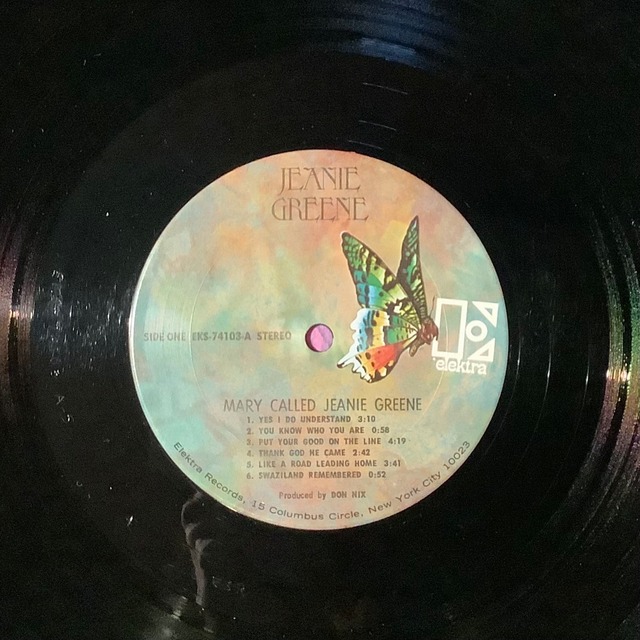 JEANIE
GREENE
SIDE ONE EKS-74103-A STEREO
elektra
MARY CALLED JEANIE GREENE
1. YES I DO UNDERSTAND 3:10
2. YOU KNOW WHO YOU ARE 0:58
3. PUT YOUR GOOD ON THE LINE 4:19
4. THANK GOD HE CAME 2:42
5. LIKE A ROAD LEADING HOME 3:41
6. SWAZILAND REMEMBERED 0:52
Produced by DON NIX
Elektra Records, 15 Columbus Circle, New York City 10023